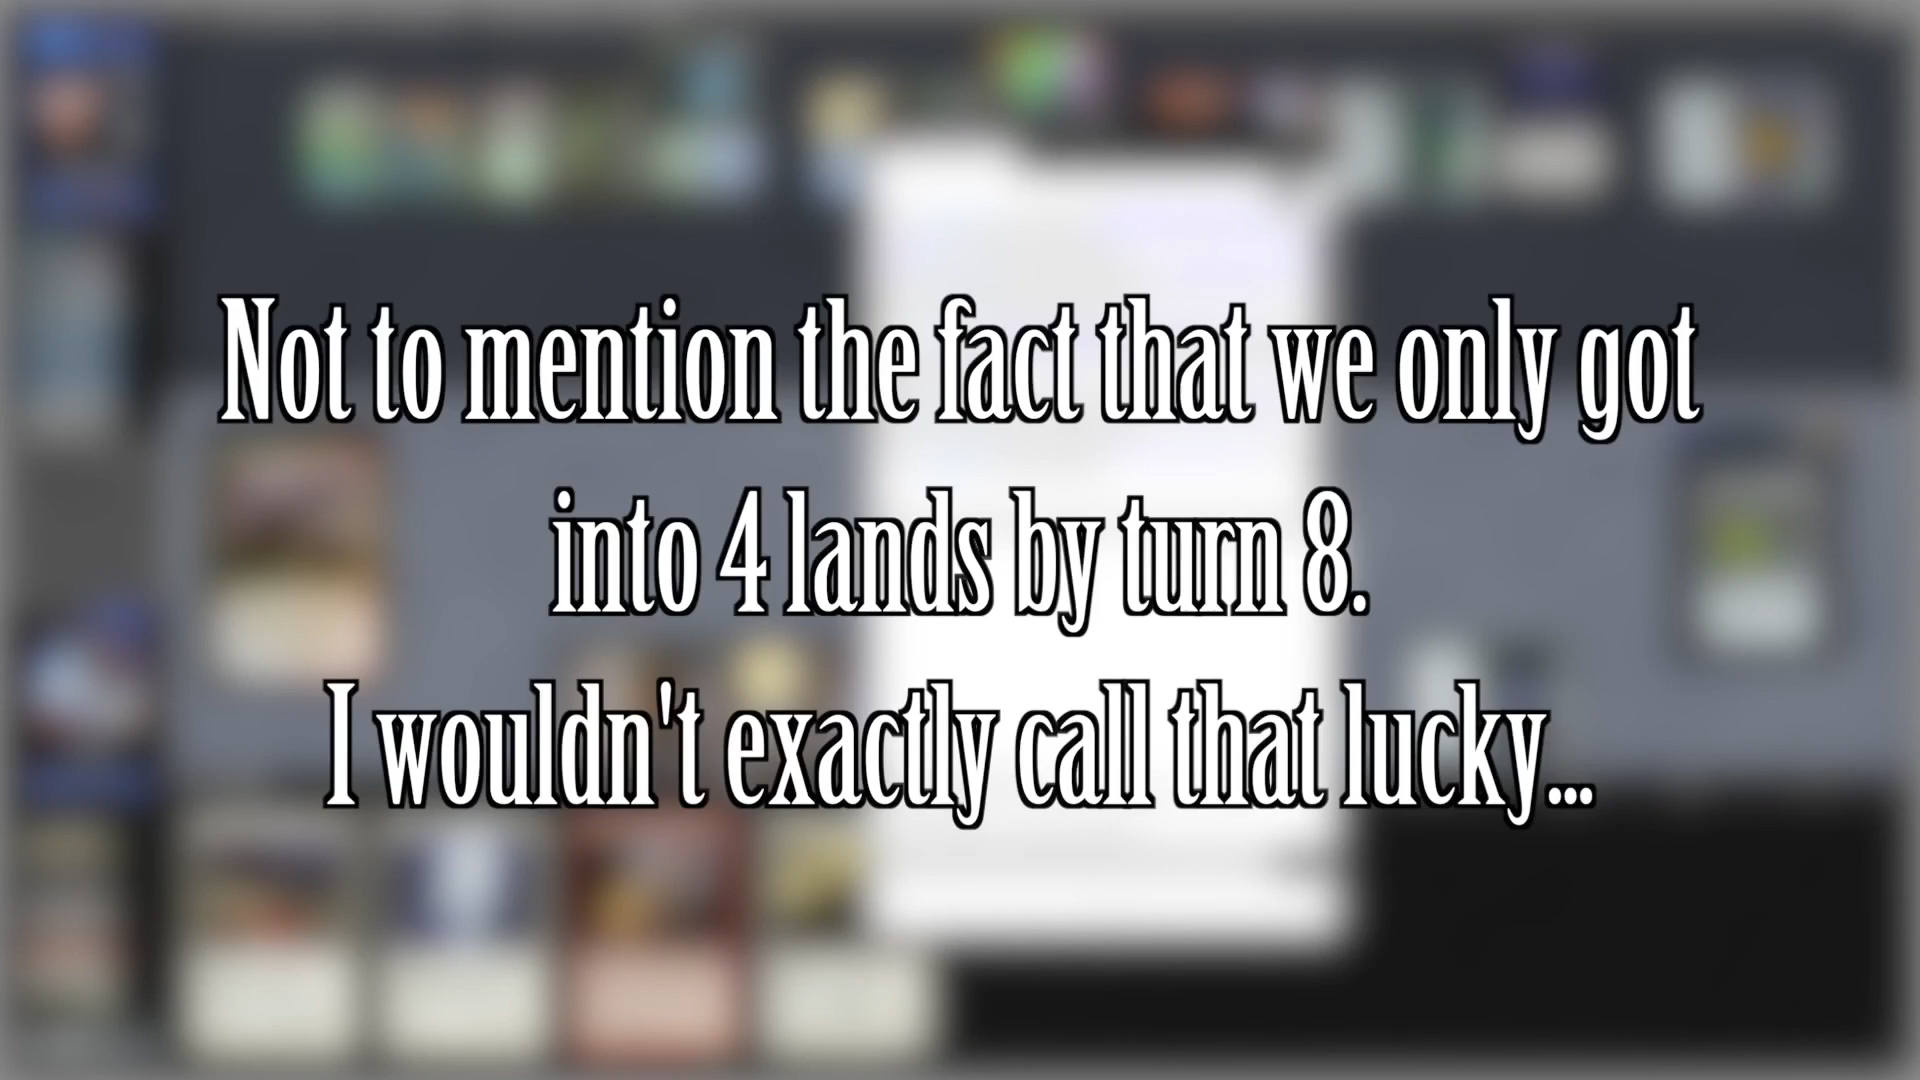 Not to mention the fact that we only got
into 4 lands by turn 8.
I wouldn't exactly call that lucky...